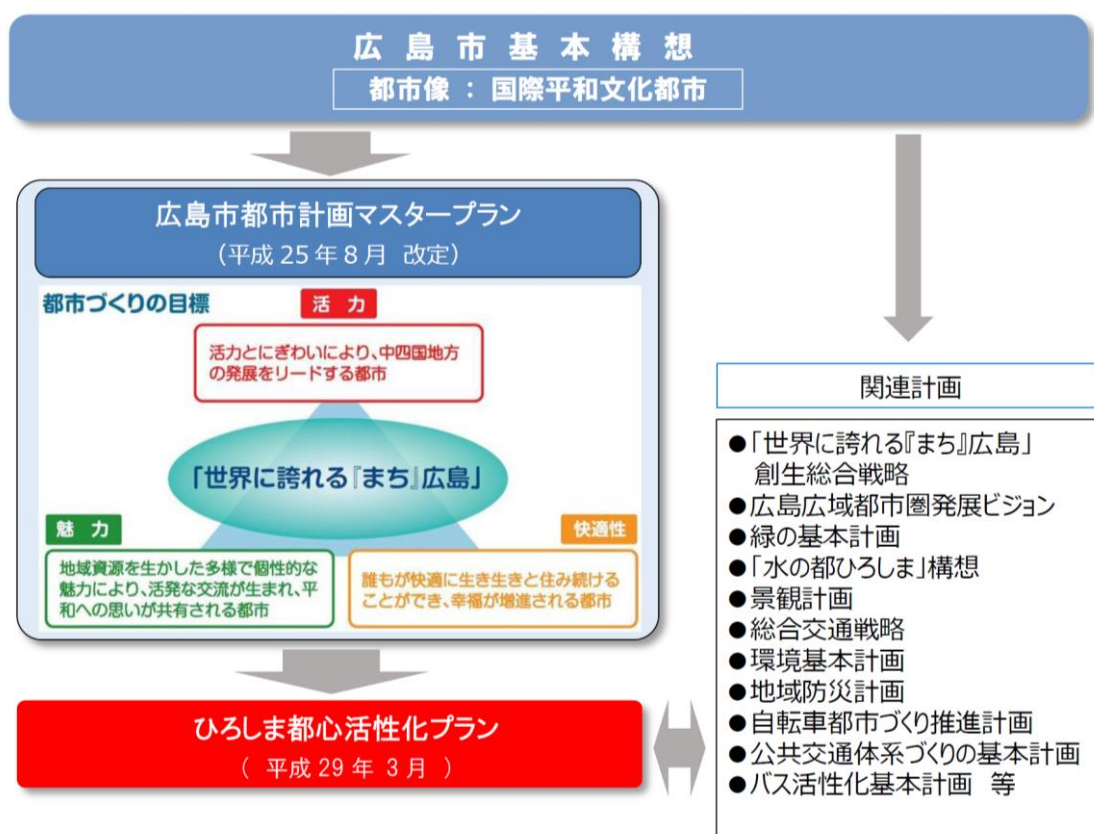 広島市基本構想
都市像 : 国際平和文化都市
広島市都市計画マスタープラン
(平成 25 年 8 月 改定)
都市づくりの目標
活 力
活力とにぎわいにより、中四国地方
の発展をリードする都市
「世界に誇れる『まち』広島」
魅 力
地域資源を生かした多様で個性的な
魅力により、活発な交流が生まれ、平
和への思いが共有される都市
快適性
誰もが快適に生き生きと住み続ける
ことができ、幸福が増進される都市
ひろしま都心活性化プラン
( 平成 29 年 3 月 )
関連計画
●「世界に誇れる『まち』広島」
創生総合戦略
●広島広域都市圏発展ビジョン
●緑の基本計画
●「水の都ひろしま」構想
●景観計画
●総合交通戦略
●環境基本計画
●地域防災計画
●自転車都市づくり推進計画
●公共交通体系づくりの基本計画
●バス活性化基本計画 等